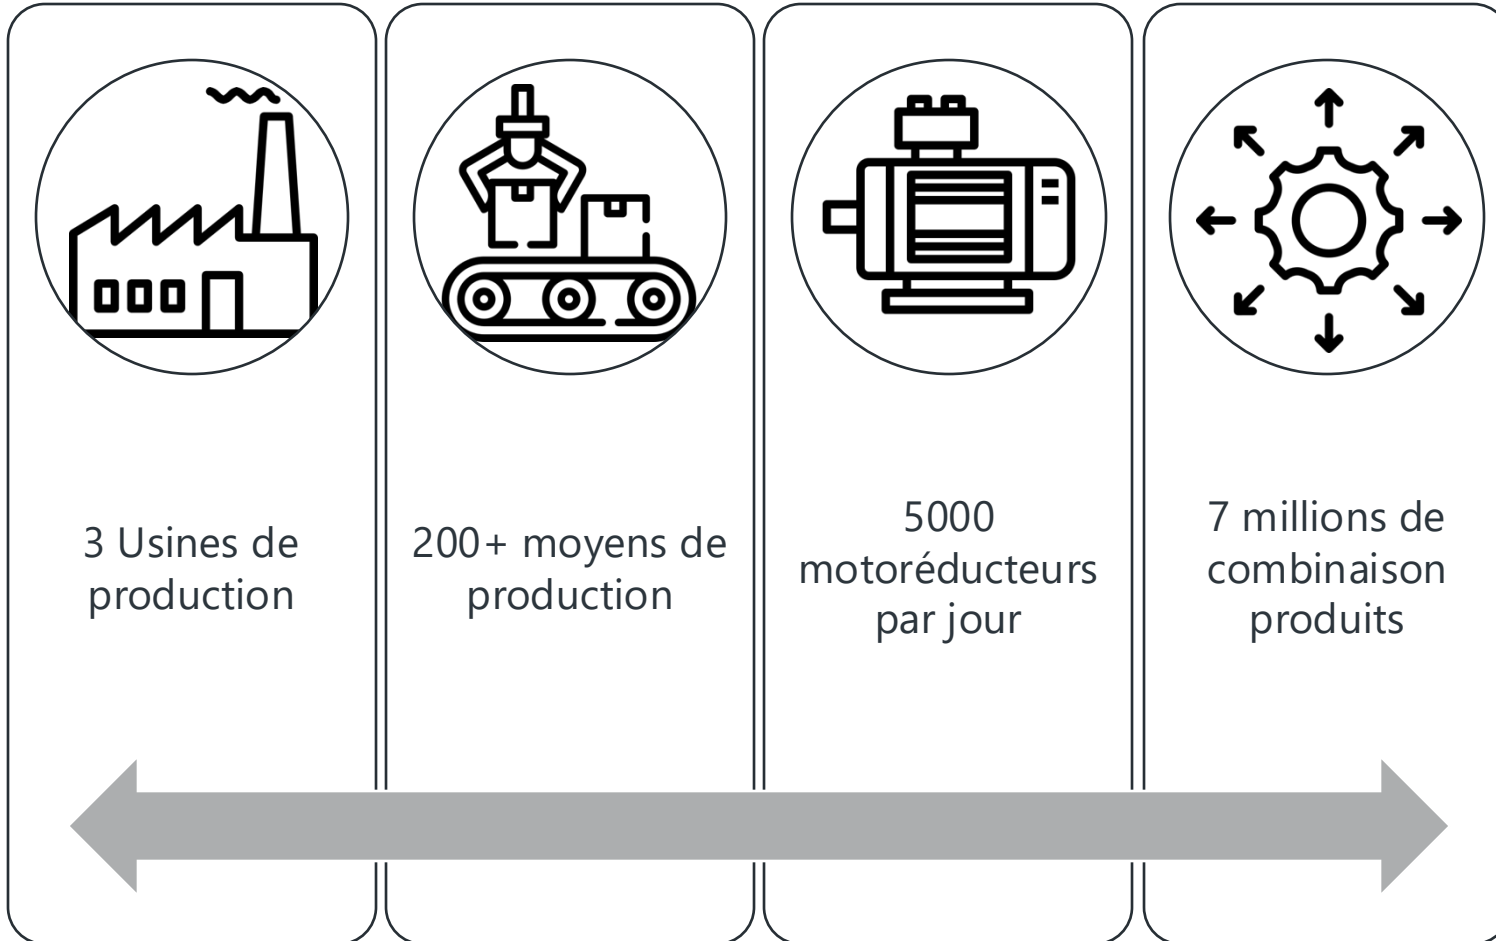 3 Usines de
production
200+ moyens de
production
5000
motoréducteurs
par jour
7 millions de
combinaison
produits